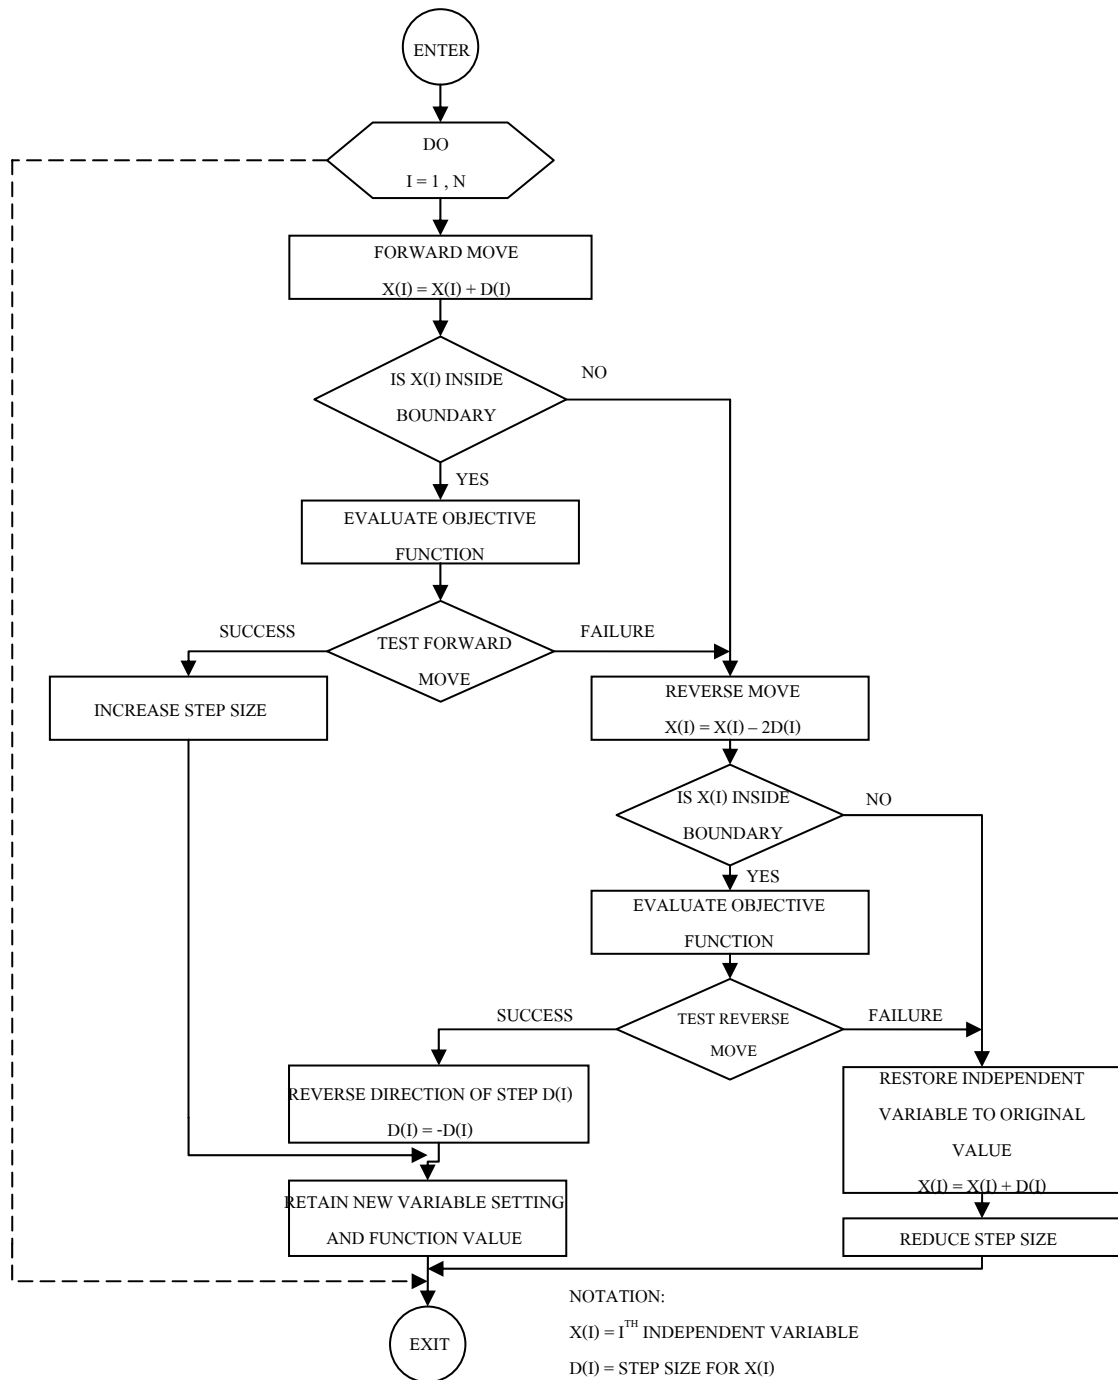 ENTER
DO
I = 1 , N
FORWARD MOVE
X(I) = X(I) + D(I)
IS X(I) INSIDE
BOUNDARY
NO
YES
EVALUATE OBJECTIVE
FUNCTION
SUCCESS
TEST FORWARD
MOVE
FAILURE
INCREASE STEP SIZE
REVERSE MOVE
X(I) = X(I) – 2D(I)
IS X(I) INSIDE
BOUNDARY
NO
YES
EVALUATE OBJECTIVE
FUNCTION
SUCCESS
TEST REVERSE
MOVE
FAILURE
REVERSE DIRECTION OF STEP D(I)
D(I) = -D(I)
RESTORE INDEPENDENT
VARIABLE TO ORIGINAL
VALUE
X(I) = X(I) + D(I)
RETAIN NEW VARIABLE SETTING
AND FUNCTION VALUE
REDUCE STEP SIZE
EXIT
NOTATION:
X(I) = I^TH INDEPENDENT VARIABLE
D(I) = STEP SIZE FOR X(I)